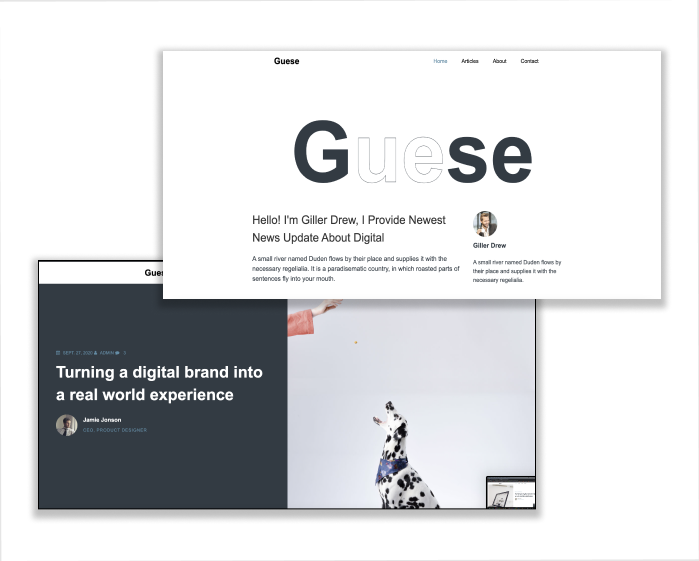 Guese
Home Articles About Contact
Guese
Hello! I'm Giller Drew, I Provide Newest
News Update About Digital
A small river named Duden flows by their place and supplies it with the
necessary regelialia. It is a paradisematic country, in which roasted parts of
sentences fly into your mouth.
Giller Drew
A small river named Duden flows by
their place and supplies it with the
necessary regelialia.
Gues
SEPT. 27, 2020 ADMIN 3
Turning a digital brand into
a real world experience
Jamie Jonson
CEO, PRODUCT DESIGNER